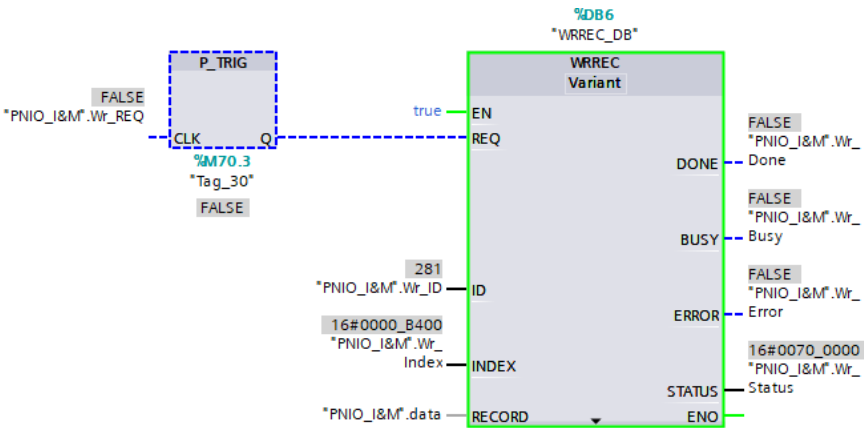 %DB6
"WRREC_DB"
P_TRIG
WRREC
Variant
FALSE
"PNIO_I&M".Wr_REQ
true
EN
CLK
Q
REQ
%M70.3
"Tag_30"
FALSE
FALSE
"PNIO_I&M".Wr_
Done
DONE
FALSE
"PNIO_I&M".Wr_
Busy
BUSY
281
"PNIO_I&M".Wr_ID
ID
FALSE
"PNIO_I&M".Wr_
Error
ERROR
16#0000_B400
"PNIO_I&M".Wr_
Index
INDEX
16#0070_0000
"PNIO_I&M".Wr_
Status
STATUS
"PNIO_I&M".data
RECORD
ENO